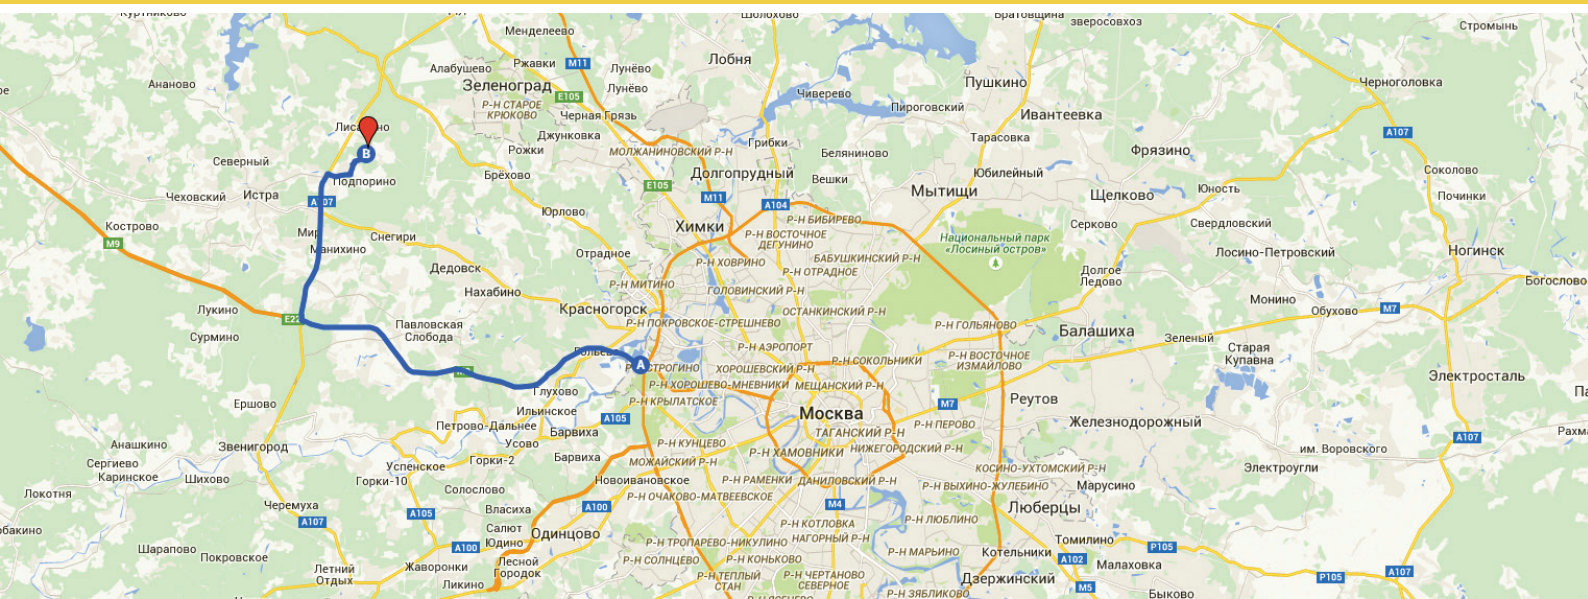 Менделеево
Шолохово
Братовщина
зверосовхоз
Стромынь
Алабушево
Ржавки
M11
Лунёво
Лобня
Зеленоград
Лунёво
Пушкино
Черноголовка
Ананово
E105
Р-Н СТАРОЕ
КРЮКОВО
Черная Грязь
Чиверево
Пироговский
Ивантеевка
Джунковка
Тарасовка
A107
Рожки
МОЛЖАНИНОВСКИЙ Р-Н
Грибки
Беляниново
Фрязино
B
Северный
Подпорино
Брёхово
E105
Долгопрудный
Вешки
Юбилейный
Соколово
Чеховский
Истра
M11
A104
Мытищи
Щелково
Юность
Починки
Юрлово
Р-Н БИБИРЕВО
Кострово
Химки
Р-Н ВОСТОЧНОЕ
ДЕГУНИНО
Национальный парк
«Лосиный остров»
Серково
Свердловский
M9
Снегири
Манихино
Отрадное
Р-Н ХОВРИНО
БАБУШКИНСКИЙ Р-Н
Р-Н ОТРАДНОЕ
Лосино-Петровский
Ногинск
Дедовск
Долгое
Ледово
Нахабино
Р-Н МИТИНО
ГОЛОВИНСКИЙ Р-Н
Богослово
Лукино
Красногорск
ОСТАНКИНСКИЙ Р-Н
Монино
Обухово
M7
Павловская
Слобода
Р-Н ПОКРОВСКОЕ-СТРЕШНЕВО
Р-Н ГОЛЬЯНОВО
Балашиха
Сурмино
Р-Н АЭРОПОРТ
Зеленый
Старая
Купавна
A
Р-Н СОКОЛЬНИКИ
Р-Н ВОСТОЧНОЕ
ИЗМАЙЛОВО
ХОРОШЕВСКИЙ Р-Н
Электросталь
Р-Н ХОРОШЕВО-МНЕВНИКИ
МЕЩАНСКИЙ Р-Н
Глухово
Р-Н КРЫЛАТСКОЕ
M7
Реутов
Ершово
Ильинское
A105
Москва
Железнодорожный
Петрово-Дальнее
Барвиха
ТАГАНСКИЙ Р-Н
Р-Н ПЕРОВО
A107
Анашкино
Звенигород
Усово
Р-Н КУНЦЕВО
НИЖЕГОРОДСКИЙ Р-Н
им. Воровского
Сергиево
Каринское
Шихово
Успенское
Горки-2
Барвиха
МОЖАЙСКИЙ Р-Н
Р-Н ХАМОВНИКИ
КОСИНО-УХТОМСКИЙ Р-Н
Электроугли
Горки-10
Новоивановское
Р-Н РАМЕНКИ
ДАНИЛОВСКИЙ Р-Н
Р-Н ВЫХИНО-ЖУЛЕБИНО
Марусино
Локотня
Солослово
Р-Н ОЧАКОВО-МАТВЕЕВСКОЕ
Черемуха
A107
A105
Власиха
A100
M4
Люберцы
Салют
Юдино
Одинцово
Р-Н КОТЛОВКА
Р-Н ЛЮБЛИНО
Шарапово
Покровское
A100
Р-Н ТРОПАРЕВО-НИКУЛИНО
НАГОРНЫЙ Р-Н
Р-Н МАРЬИНО
Котельники
Томилино
P105
Летний
Отдых
Жаворонки
Лесной
Городок
Р-Н СОЛНЦЕВО
Р-Н КОНЬКОВО
A102
Малаховка
Ликино
Р-Н ТЕПЛЫЙ
СТАН
Р-Н ЧЕРТАНОВО
СЕВЕРНОЕ
Дзержинский
M5
P105
A107
Р-Н ЗЯБЛИКОВО
Быково